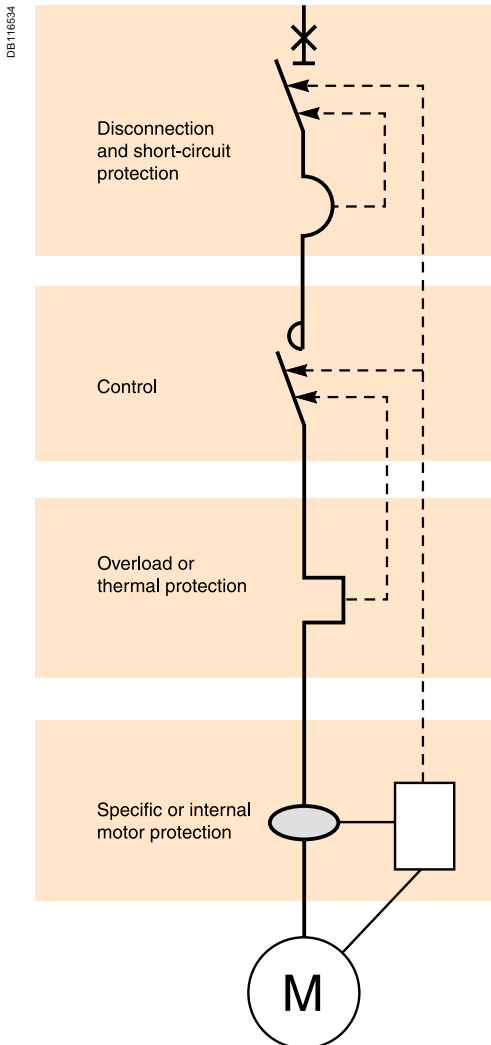 DB116534
Disconnection
and short-circuit
protection
Control
Overload or
thermal protection
Specific or internal
motor protection
M